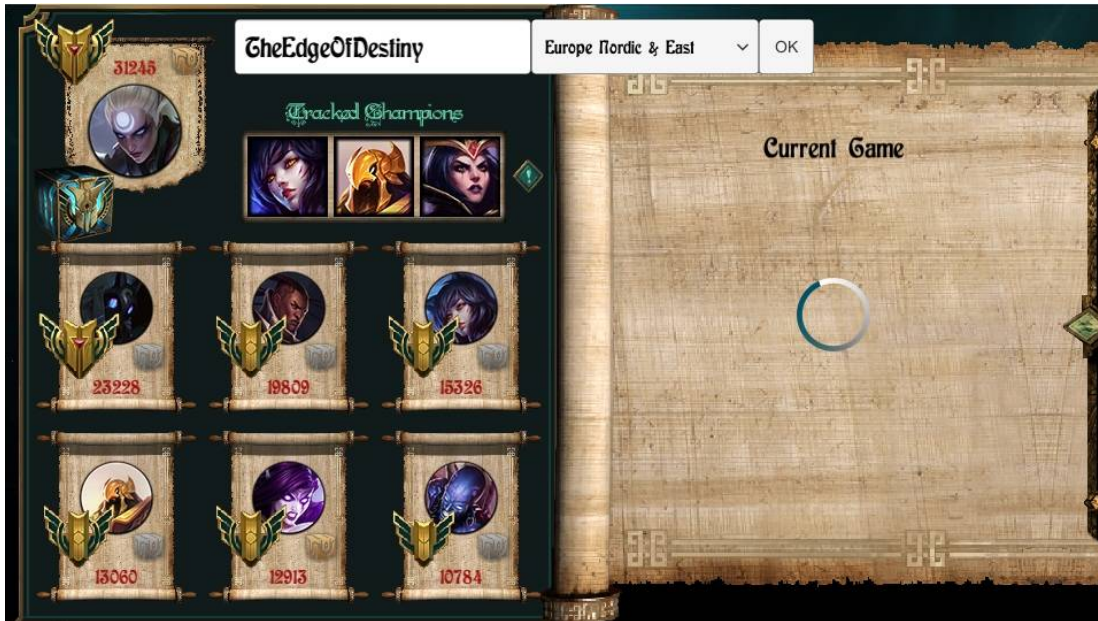 TheEdgeOfDestiny
Europe Nordic & East
OK
31245
Tracked Champions
Current Game
23228
19809
15326
13060
12913
10784